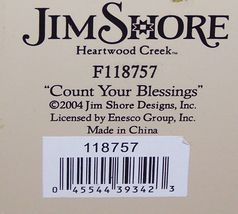 JIM SHORE
Heartwood Creek™
F118757
“Count Your Blessings”
©2004 Jim Shore Designs, Inc.
Licensed by Enesco Group, Inc.
Made in China
118757
0 45544 39342 3